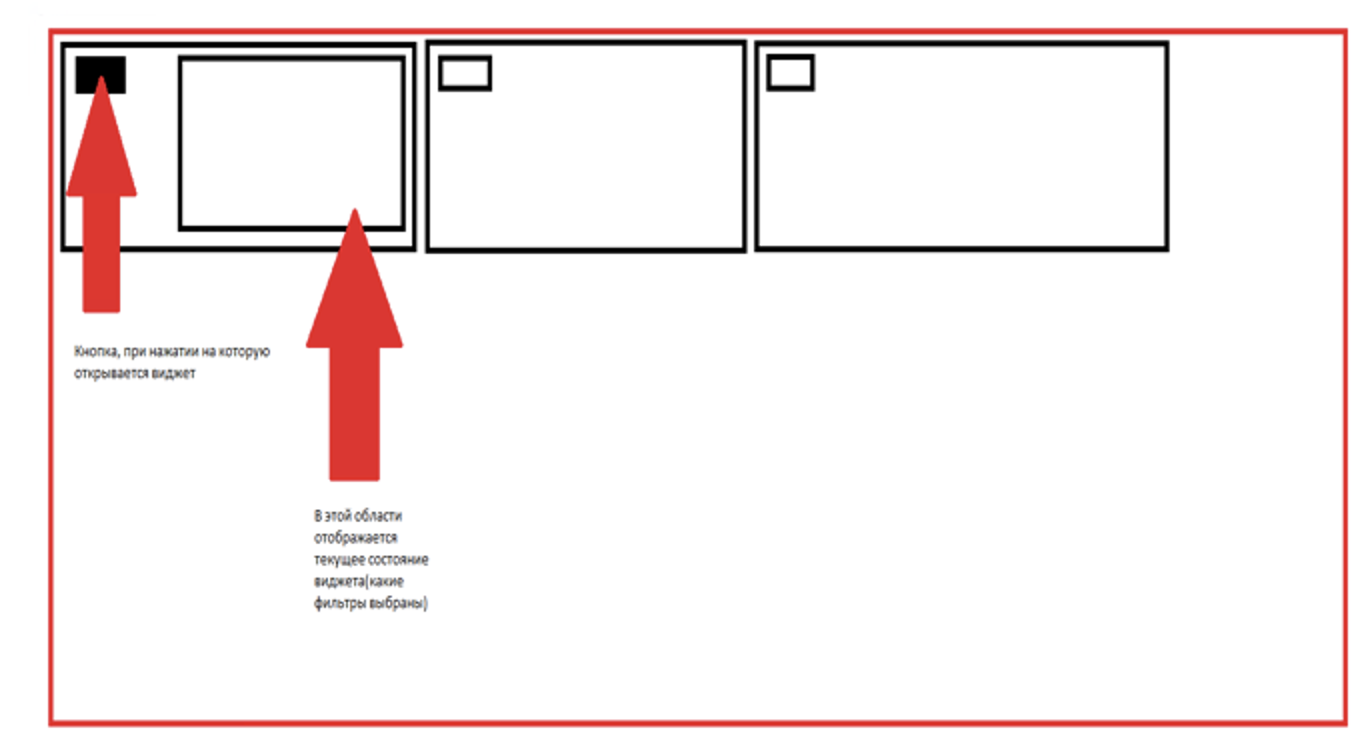 Кнопка, при нажатии на которую
открывается виджет
В этой области
отображается
текущее состояние
виджета(какие
фильтры выбраны)